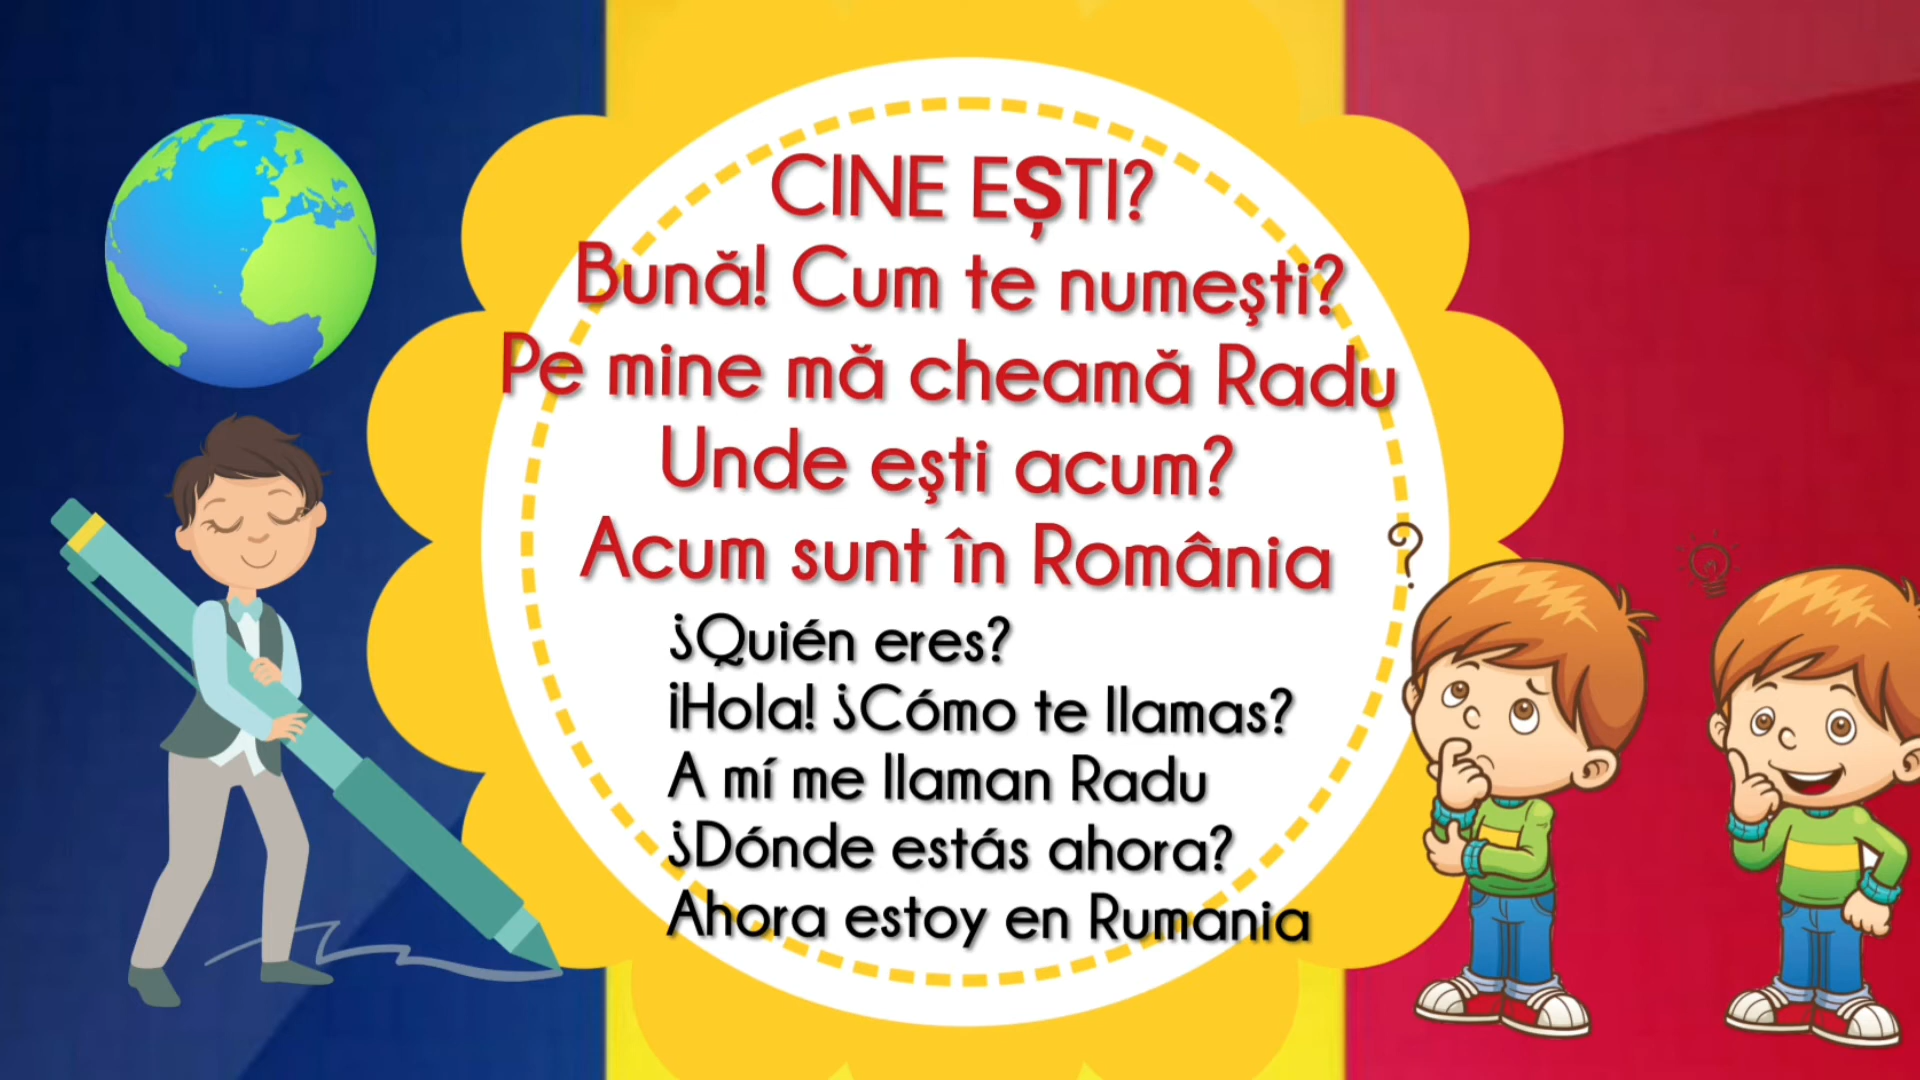 CINE EȘTI?
Bună! Cum te numeşti?
Pe mine mă cheamă Radu
Unde eşti acum?
Acum sunt în România
¿Quién eres?
¡Hola! ¿Cómo te llamas?
A mí me llaman Radu
¿Dónde estás ahora?
Ahora estoy en Rumania